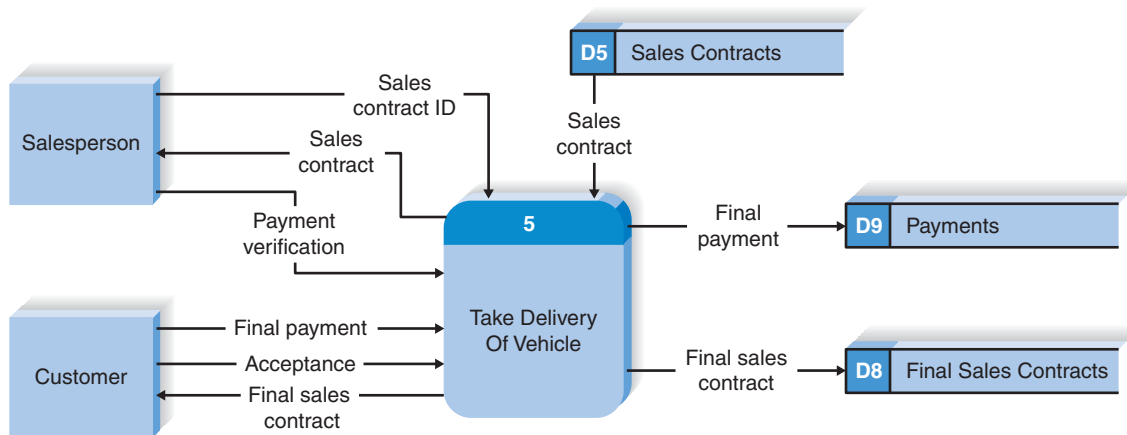 D5 Sales Contracts
Sales
contract ID
Salesperson
Sales
contract
Sales
contract
Payment
verification
5
Final
payment
D9 Payments
Take Delivery
Of Vehicle
Final payment
Acceptance
Customer
Final sales
contract
Final sales
contract
D8 Final Sales Contracts